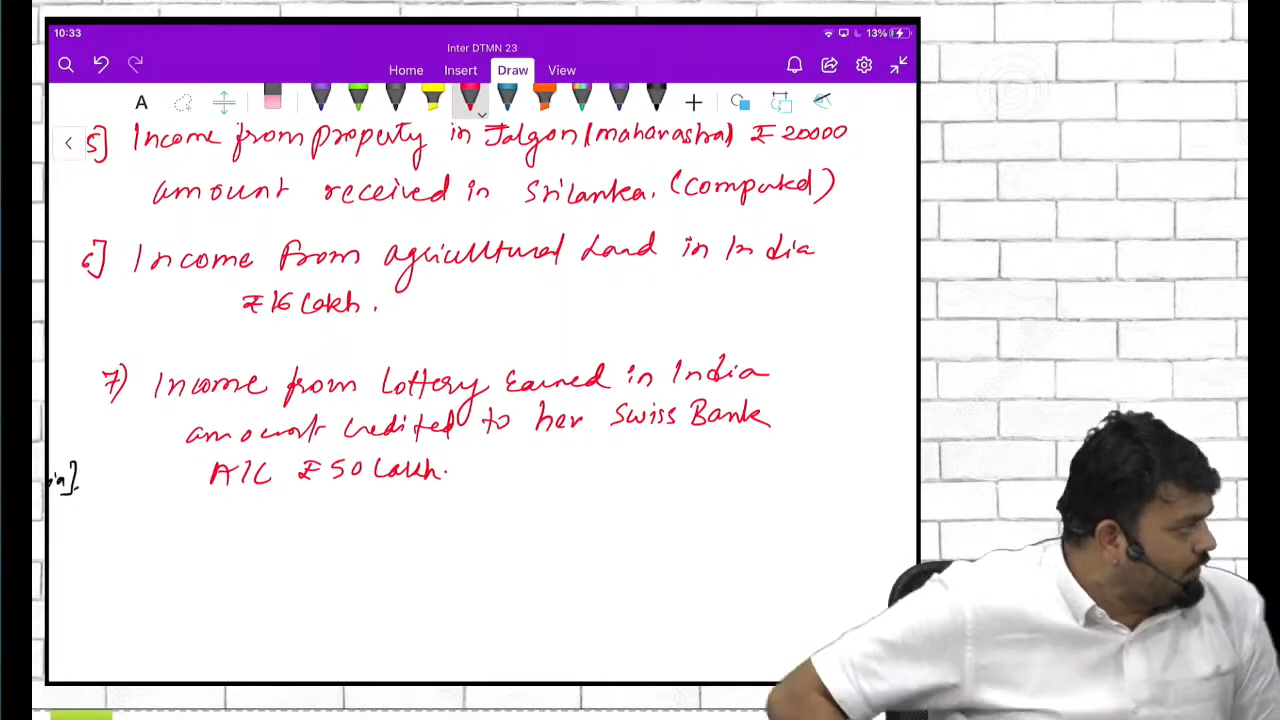 10:33
13%
Inter DTMN 23
Home Insert Draw View
A
5] Income from property in Jalgon (maharastra) ₹ 20000
amount received in Srilanka. (computed)
6] Income from agricultural Land in India
₹ 16 Lakh.
7) Income from Lottery Earned in India
amount credited to her Swiss Bank
A/C ₹ 50 Lakh.